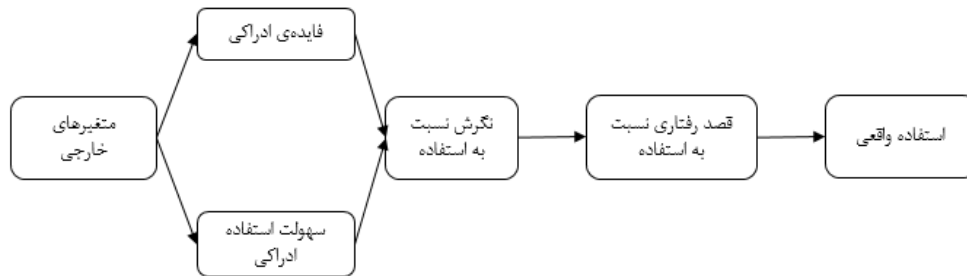 متغیرهای
خارجی
فایده‌ی ادراکی
سهولت استفاده
ادراکی
نگرش نسبت
به استفاده
قصد رفتاری نسبت
به استفاده
استفاده واقعی